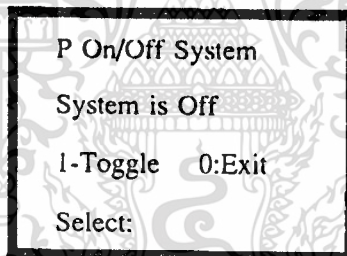 P On/Off System
System is Off
1-Toggle 0:Exit
Select: